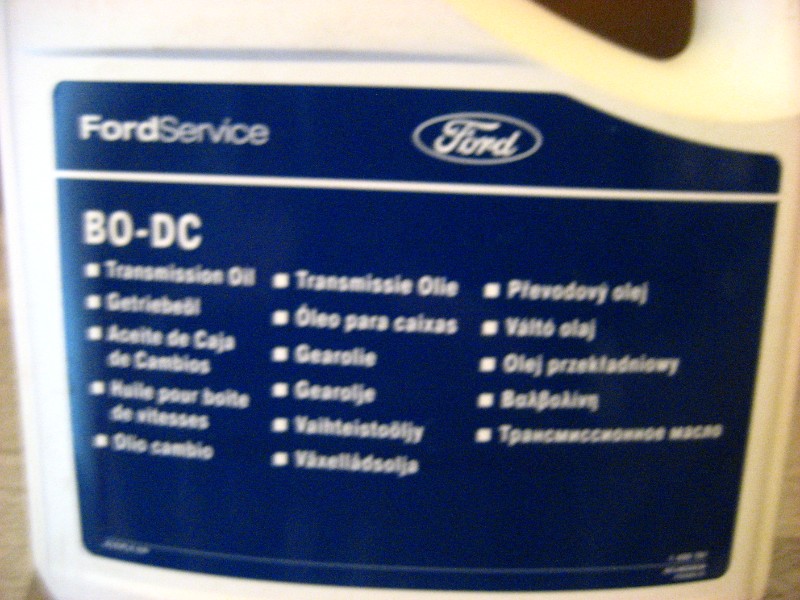 FordService
Ford
BO-DC
Transmission Oil
Getriebeöl
Aceite de Caja
de Cambios
Huile pour boite
de vitesses
Olio cambio
Transmissie Olie
Óleo para caixas
Gearolie
Gearolje
Vaihteistoöljy
Växellådsolja
Převodový olej
Váltó olaj
Olej przekładniowy
Βαλβολίνη
Трансмиссионное масло